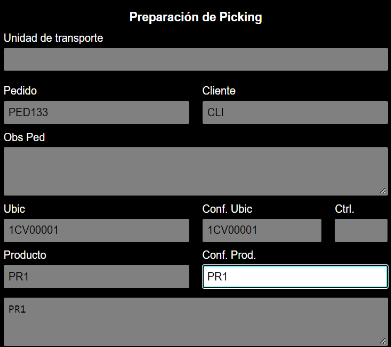 Preparación de Picking
Unidad de transporte
Pedido Cliente
PED133 CLI
Obs Ped
Ubic Conf. Ubic Ctrl.
1CV00001 1CV00001
Producto Conf. Prod.
PR1 PR1
PR1